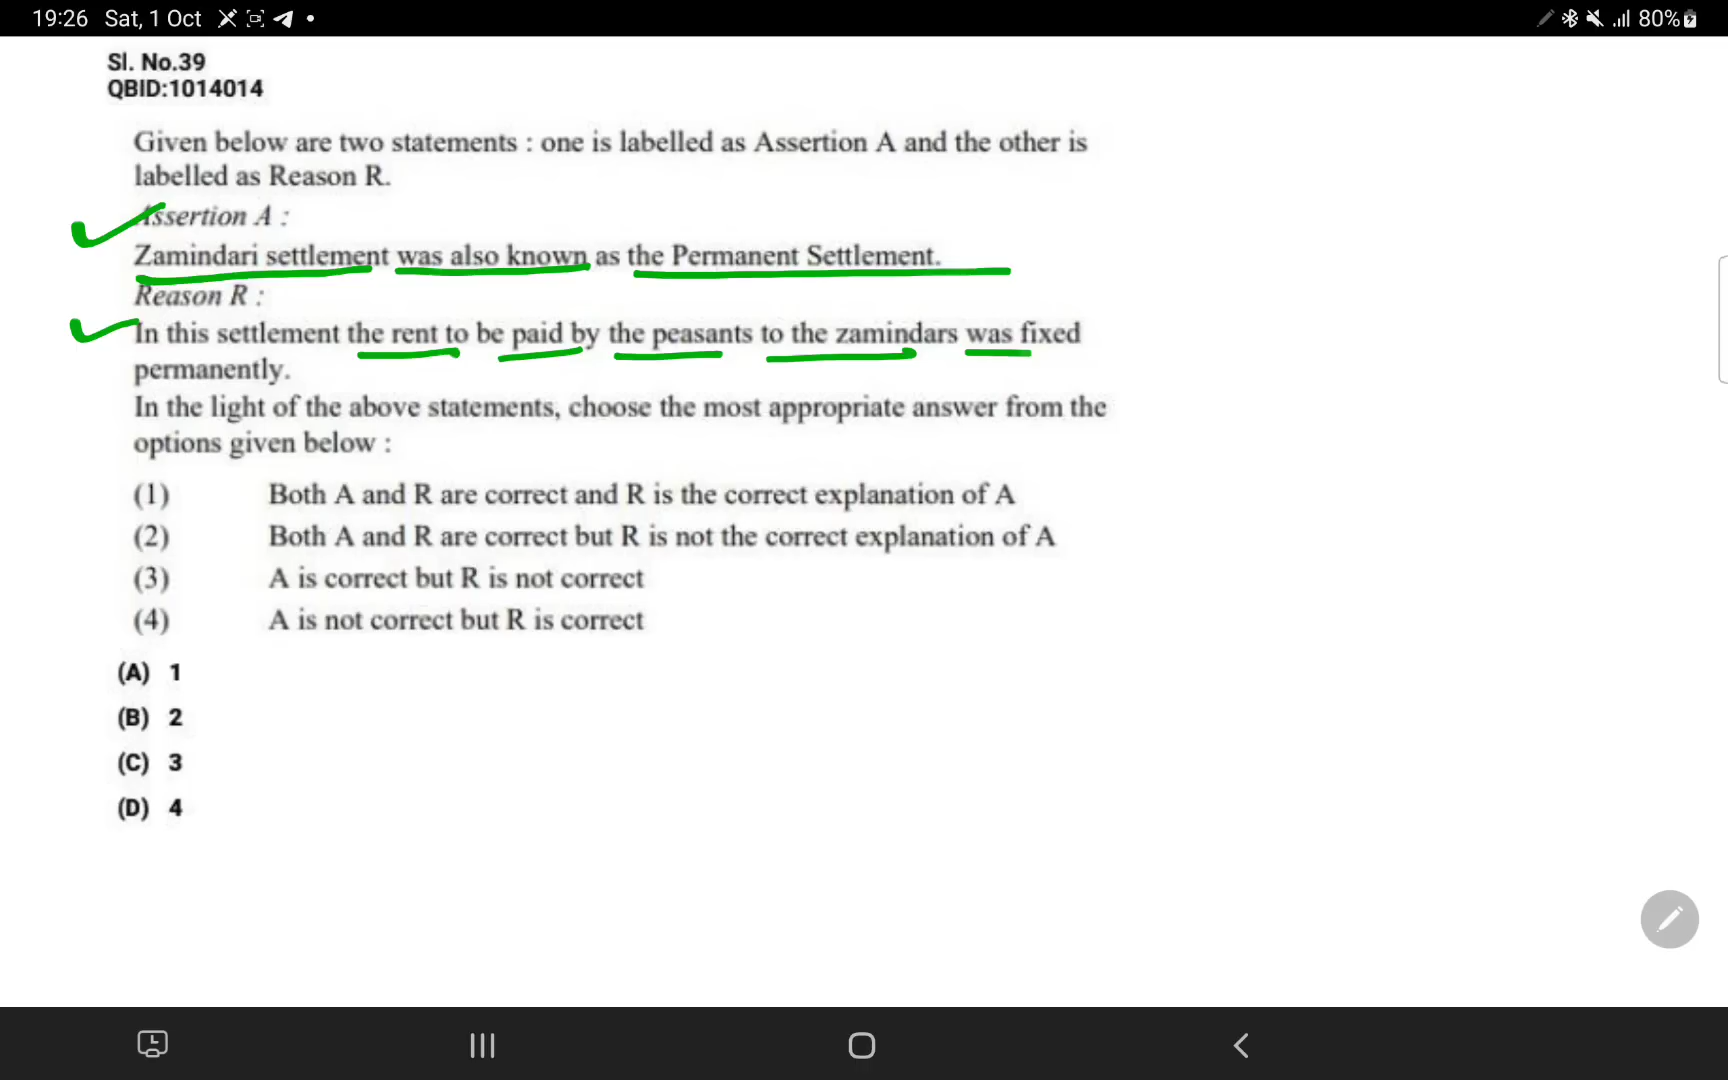 19:26 Sat, 1 Oct
80%
Sl. No.39
QBID:1014014
Given below are two statements : one is labelled as Assertion A and the other is
labelled as Reason R.
Assertion A :
Zamindari settlement was also known as the Permanent Settlement.
Reason R :
In this settlement the rent to be paid by the peasants to the zamindars was fixed
permanently.
In the light of the above statements, choose the most appropriate answer from the
options given below :
(1) Both A and R are correct and R is the correct explanation of A
(2) Both A and R are correct but R is not the correct explanation of A
(3) A is correct but R is not correct
(4) A is not correct but R is correct
(A) 1
(B) 2
(C) 3
(D) 4